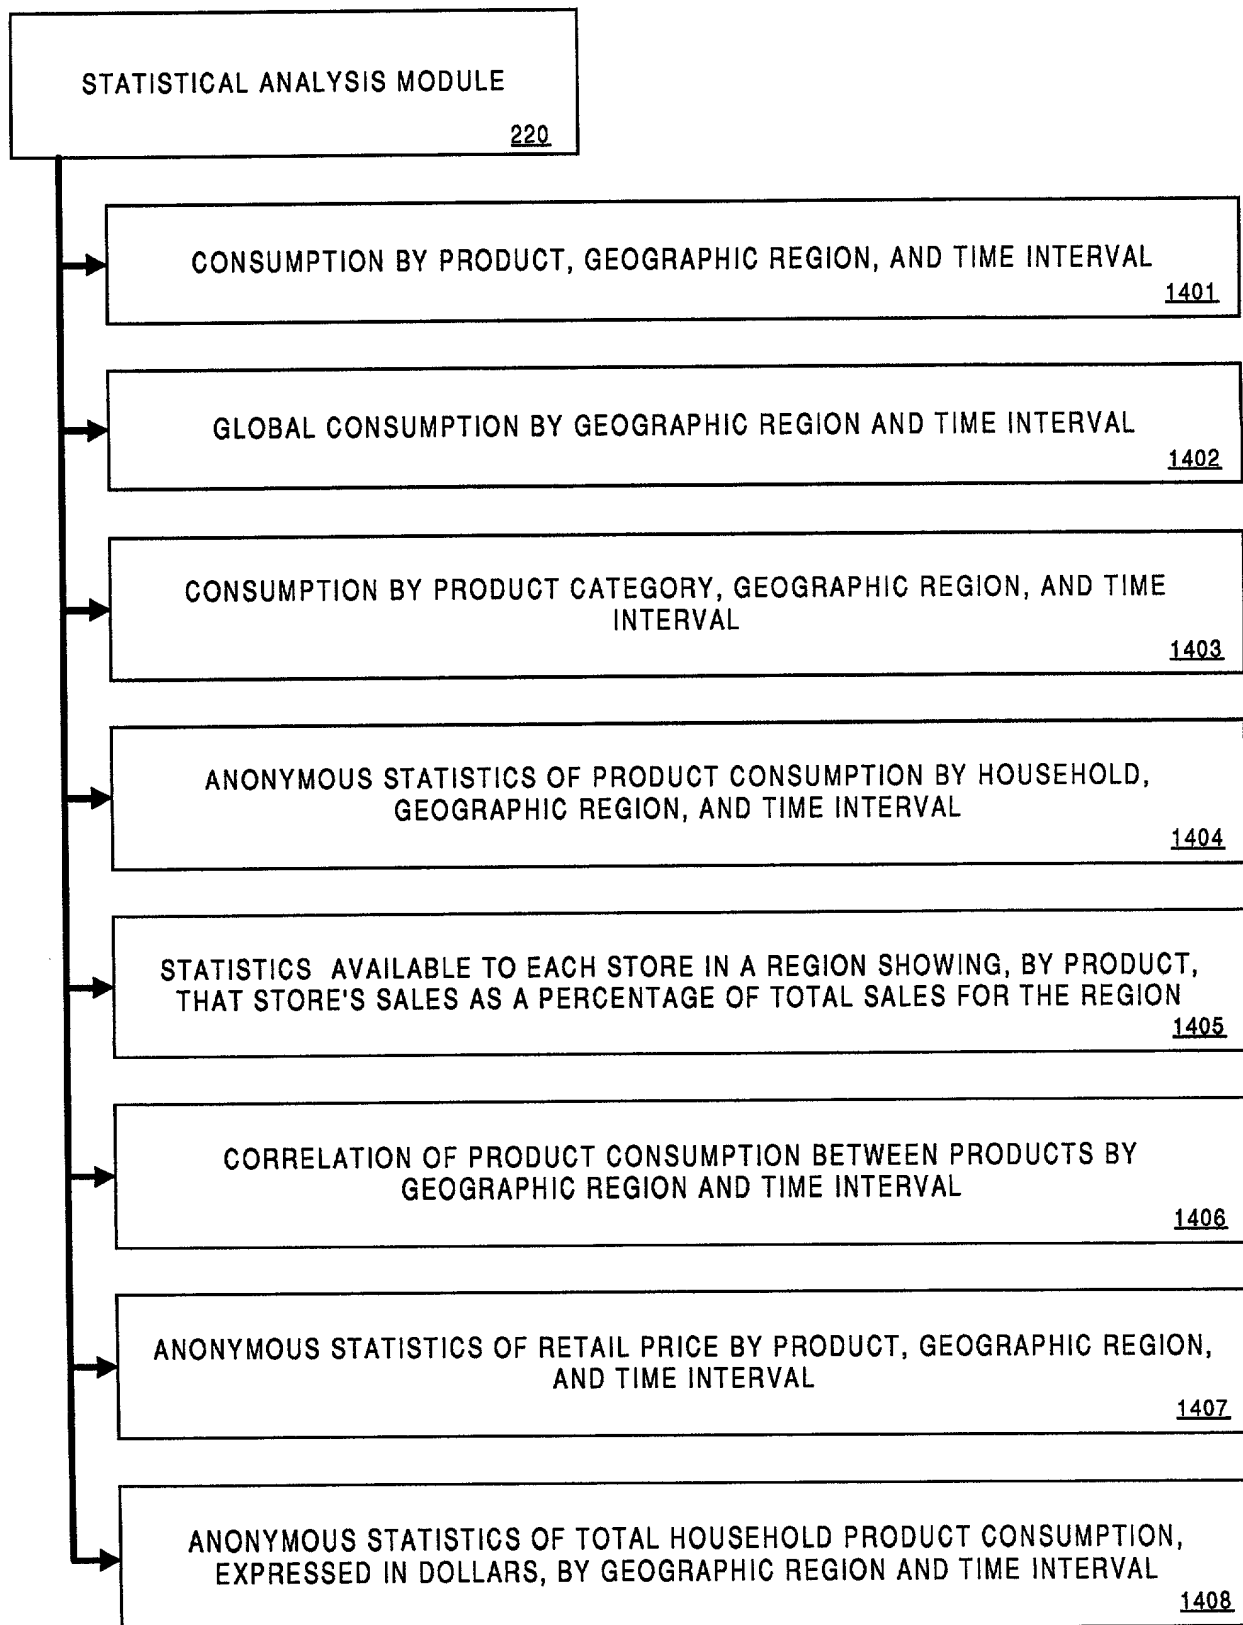 STATISTICAL ANALYSIS MODULE
220
CONSUMPTION BY PRODUCT, GEOGRAPHIC REGION, AND TIME INTERVAL
1401
GLOBAL CONSUMPTION BY GEOGRAPHIC REGION AND TIME INTERVAL
1402
CONSUMPTION BY PRODUCT CATEGORY, GEOGRAPHIC REGION, AND TIME
INTERVAL
1403
ANONYMOUS STATISTICS OF PRODUCT CONSUMPTION BY HOUSEHOLD,
GEOGRAPHIC REGION, AND TIME INTERVAL
1404
STATISTICS AVAILABLE TO EACH STORE IN A REGION SHOWING, BY PRODUCT,
THAT STORE'S SALES AS A PERCENTAGE OF TOTAL SALES FOR THE REGION
1405
CORRELATION OF PRODUCT CONSUMPTION BETWEEN PRODUCTS BY
GEOGRAPHIC REGION AND TIME INTERVAL
1406
ANONYMOUS STATISTICS OF RETAIL PRICE BY PRODUCT, GEOGRAPHIC REGION,
AND TIME INTERVAL
1407
ANONYMOUS STATISTICS OF TOTAL HOUSEHOLD PRODUCT CONSUMPTION,
EXPRESSED IN DOLLARS, BY GEOGRAPHIC REGION AND TIME INTERVAL
1408